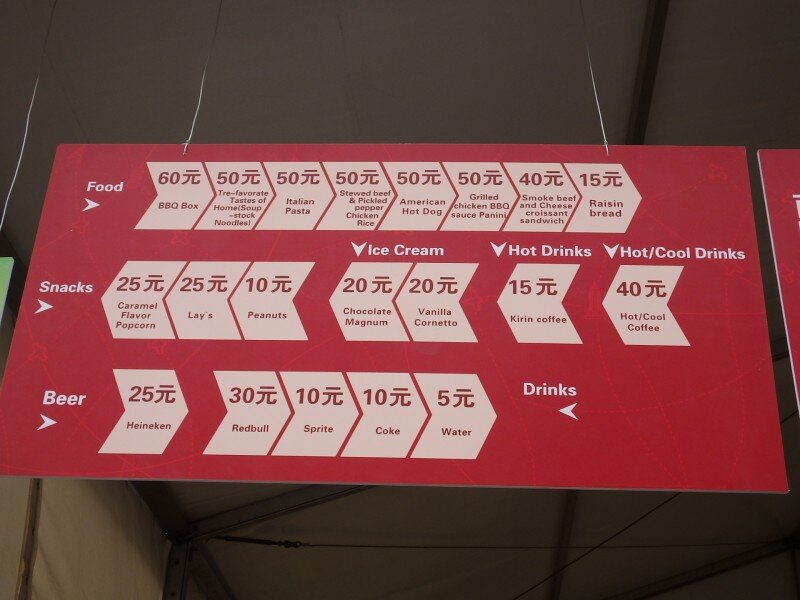 Food
60元
BBQ Box
50元
Tre-favorate
Tastes of
Home(Soup
-stock
Noodles)
50元
Italian
Pasta
50元
Stewed beef
& Pickled
pepper
Chicken
Rice
50元
American
Hot Dog
50元
Grilled
chicken BBQ
sauce Panini
40元
Smoke beef
and Cheese
croissant
sandwich
15元
Raisin
bread
Snacks
25元
Caramel
Flavor
Popcorn
25元
Lay`s
10元
Peanuts
Ice Cream
20元
Chocolate
Magnum
20元
Vanilla
Cornetto
Hot Drinks
15元
Kirin coffee
Hot/Cool Drinks
40元
Hot/Cool
Coffee
Beer
25元
Heineken
30元
Redbull
10元
Sprite
10元
Coke
5元
Water
Drinks